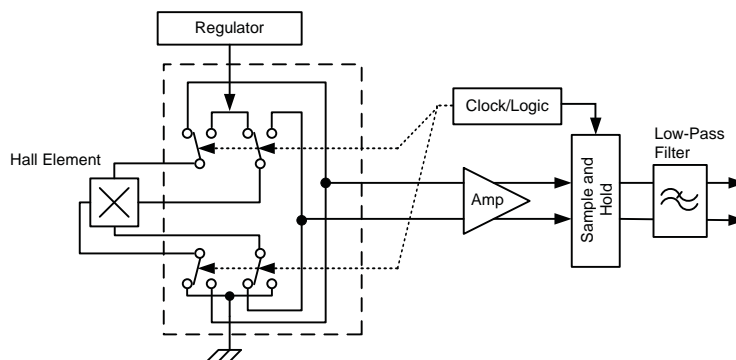 Regulator
Clock/Logic
Low-Pass
Filter
Hall Element
Amp
Sample and
Hold